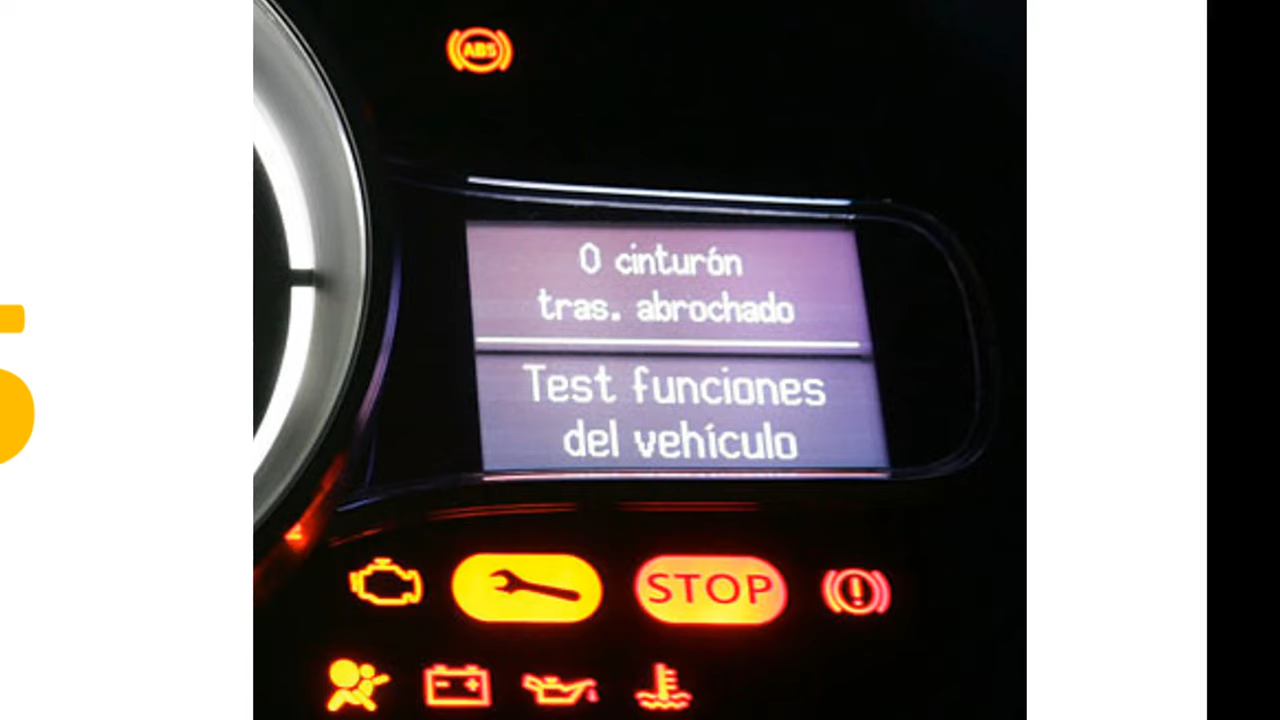 ABS
0 cinturón
tras. abrochado
Test funciones
del vehículo
STOP